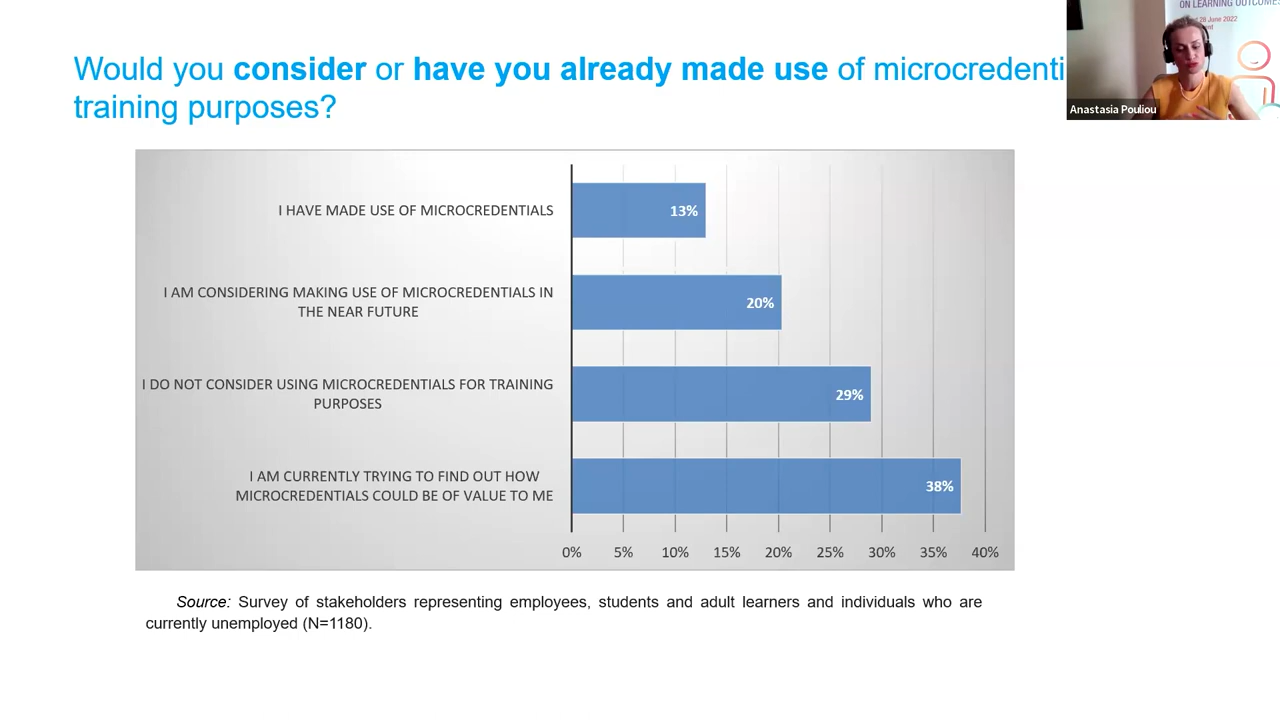 Would you consider or have you already made use of microcredenti
training purposes?
ON LEARNING OUTCOMES
28 June 2022
Anastasia Pouliou
I HAVE MADE USE OF MICROCREDENTIALS
13%
I AM CONSIDERING MAKING USE OF MICROCREDENTIALS IN
THE NEAR FUTURE
20%
I DO NOT CONSIDER USING MICROCREDENTIALS FOR TRAINING
PURPOSES
29%
I AM CURRENTLY TRYING TO FIND OUT HOW
MICROCREDENTIALS COULD BE OF VALUE TO ME
38%
0% 5% 10% 15% 20% 25% 30% 35% 40%
Source: Survey of stakeholders representing employees, students and adult learners and individuals who are
currently unemployed (N=1180).